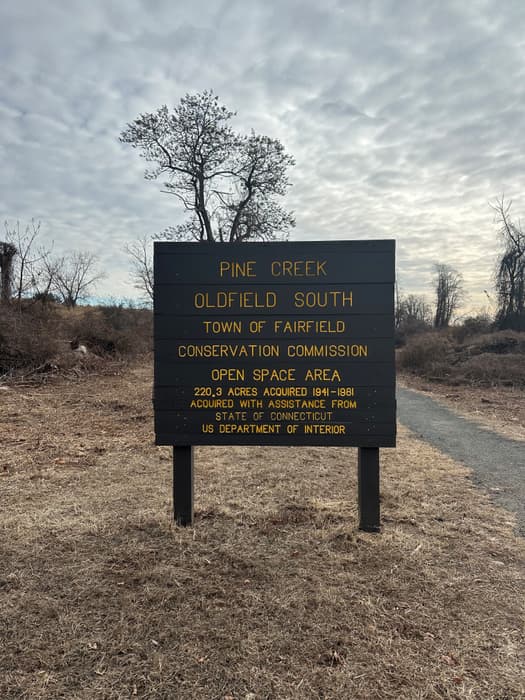 PINE CREEK
OLDFIELD SOUTH
TOWN OF FAIRFIELD
CONSERVATION COMMISSION
OPEN SPACE AREA
220.3 ACRES ACQUIRED 1941-1981
ACQUIRED WITH ASSISTANCE FROM
STATE OF CONNECTICUT
US DEPARTMENT OF INTERIOR